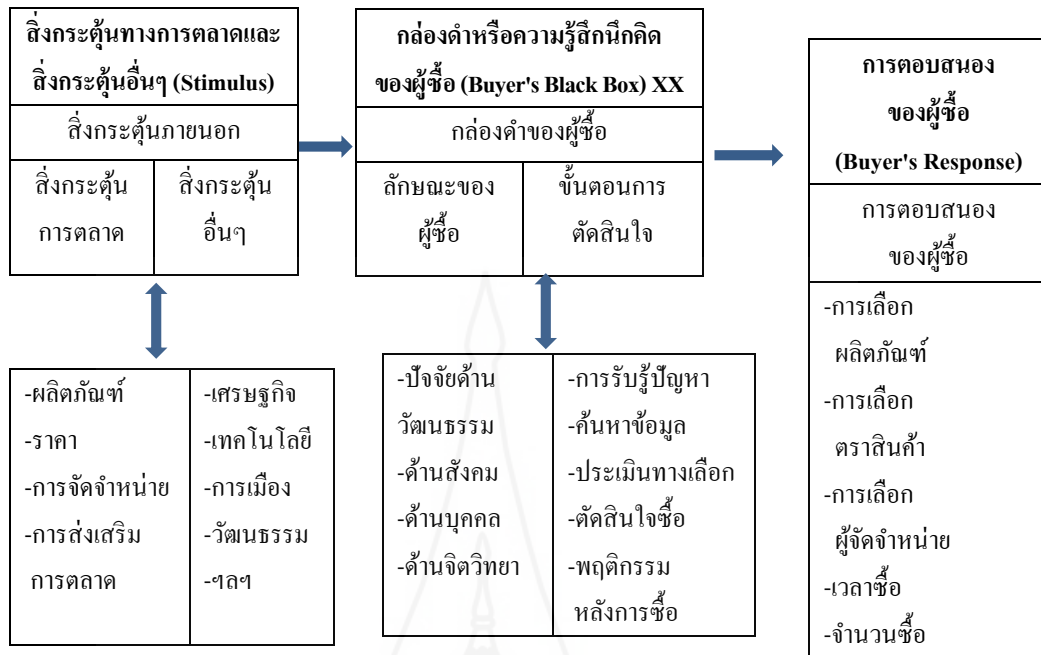 สิ่งกระตุ้นทางการตลาดและ
สิ่งกระตุ้นอื่นๆ (Stimulus)
สิ่งกระตุ้นภายนอก
สิ่งกระตุ้น
การตลาด
สิ่งกระตุ้น
อื่นๆ
-ผลิตภัณฑ์
-ราคา
-การจัดจำหน่าย
-การส่งเสริม
การตลาด
-เศรษฐกิจ
-เทคโนโลยี
-การเมือง
-วัฒนธรรม
-ฯลฯ
กล่องดำหรือความรู้สึกนึกคิด
ของผู้ซื้อ (Buyer's Black Box) XX
กล่องดำของผู้ซื้อ
ลักษณะของ
ผู้ซื้อ
ขั้นตอนการ
ตัดสินใจ
-ปัจจัยด้าน
วัฒนธรรม
-ด้านสังคม
-ด้านบุคคล
-ด้านจิตวิทยา
-การรับรู้ปัญหา
-ค้นหาข้อมูล
-ประเมินทางเลือก
-ตัดสินใจซื้อ
-พฤติกรรม
หลังการซื้อ
การตอบสนอง
ของผู้ซื้อ
(Buyer's Response)
การตอบสนอง
ของผู้ซื้อ
-การเลือก
ผลิตภัณฑ์
-การเลือก
ตราสินค้า
-การเลือก
ผู้จัดจำหน่าย
-เวลาซื้อ
-จำนวนซื้อ